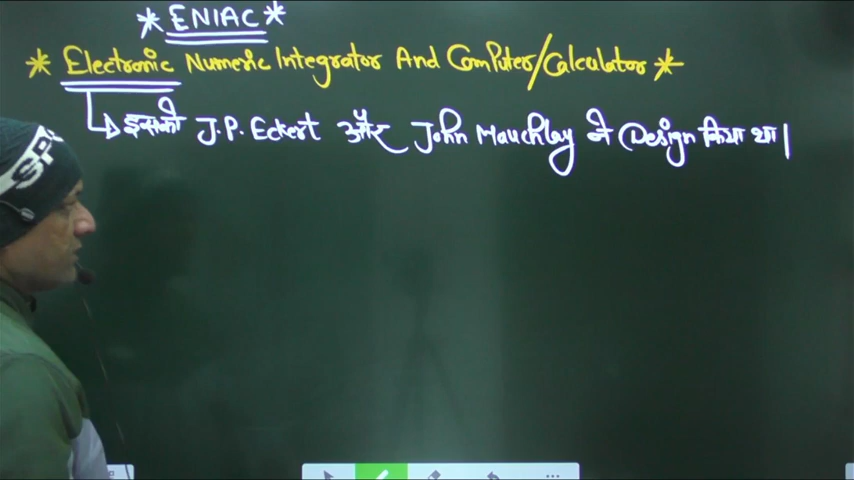 * ENIAC *
* Electronic Numeric Integrator And Computer/Calculator *
इसको J.P. Eckert और John Mauchley ने Design किया था।